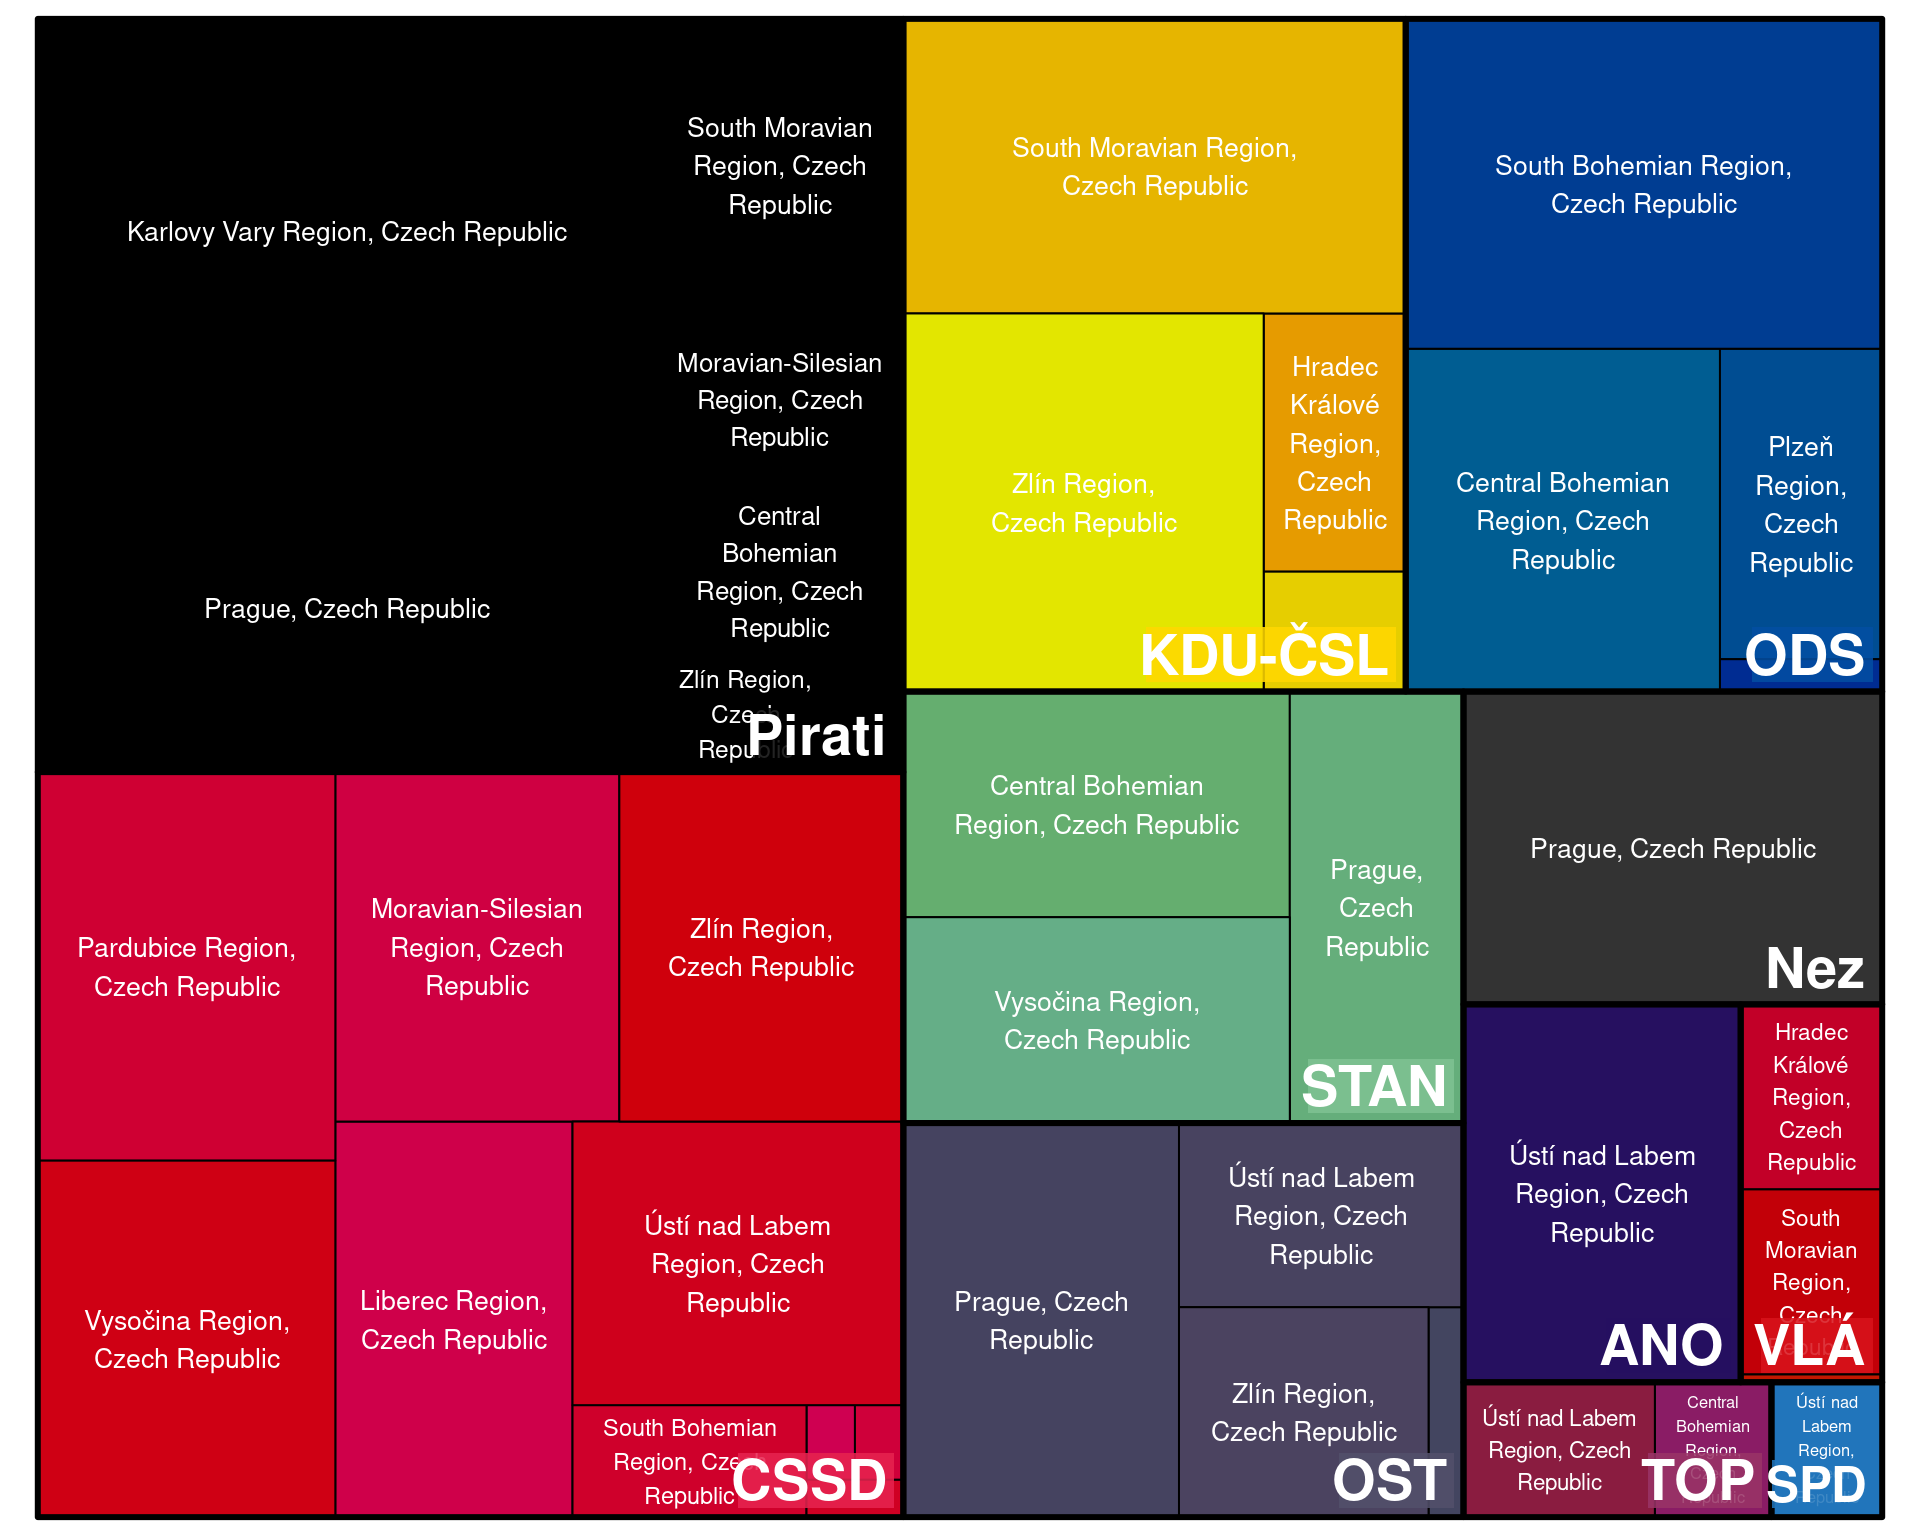 Karlovy Vary Region, Czech Republic
South Moravian
Region, Czech
Republic
Moravian-Silesian
Region, Czech
Republic
Prague, Czech Republic
Central
Bohemian
Region, Czech
Republic
Zlín Region,
Czech
Republic
Pirati
South Moravian Region,
Czech Republic
Zlín Region,
Czech Republic
Hradec
Králové
Region,
Czech
Republic
KDU-ČSL
South Bohemian Region,
Czech Republic
Central Bohemian
Region, Czech
Republic
Plzeň
Region,
Czech
Republic
ODS
Pardubice Region,
Czech Republic
Moravian-Silesian
Region, Czech
Republic
Zlín Region,
Czech Republic
Vysočina Region,
Czech Republic
Liberec Region,
Czech Republic
Ústí nad Labem
Region, Czech
Republic
South Bohemian
Region, Czech
Republic
CSSD
Central Bohemian
Region, Czech Republic
Vysočina Region,
Czech Republic
Prague,
Czech
Republic
STAN
Prague, Czech
Republic
Ústí nad Labem
Region, Czech
Republic
Zlín Region,
Czech Republic
OST
Prague, Czech Republic
Nez
Ústí nad Labem
Region, Czech
Republic
ANO
Hradec
Králové
Region,
Czech
Republic
South
Moravian
Region,
Czech
Republic
VLÁ
Ústí nad Labem
Region, Czech
Republic
Central
Bohemian
Region,
TOP
Ústí nad
Labem
Region,
SPD